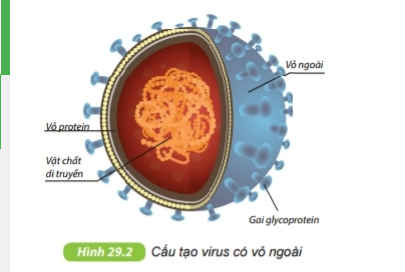 Vỏ ngoài
Vỏ protein
Vật chất
di truyền
Gai glycoprotein
Hình 29.2 Cấu tạo virus có vỏ ngoài